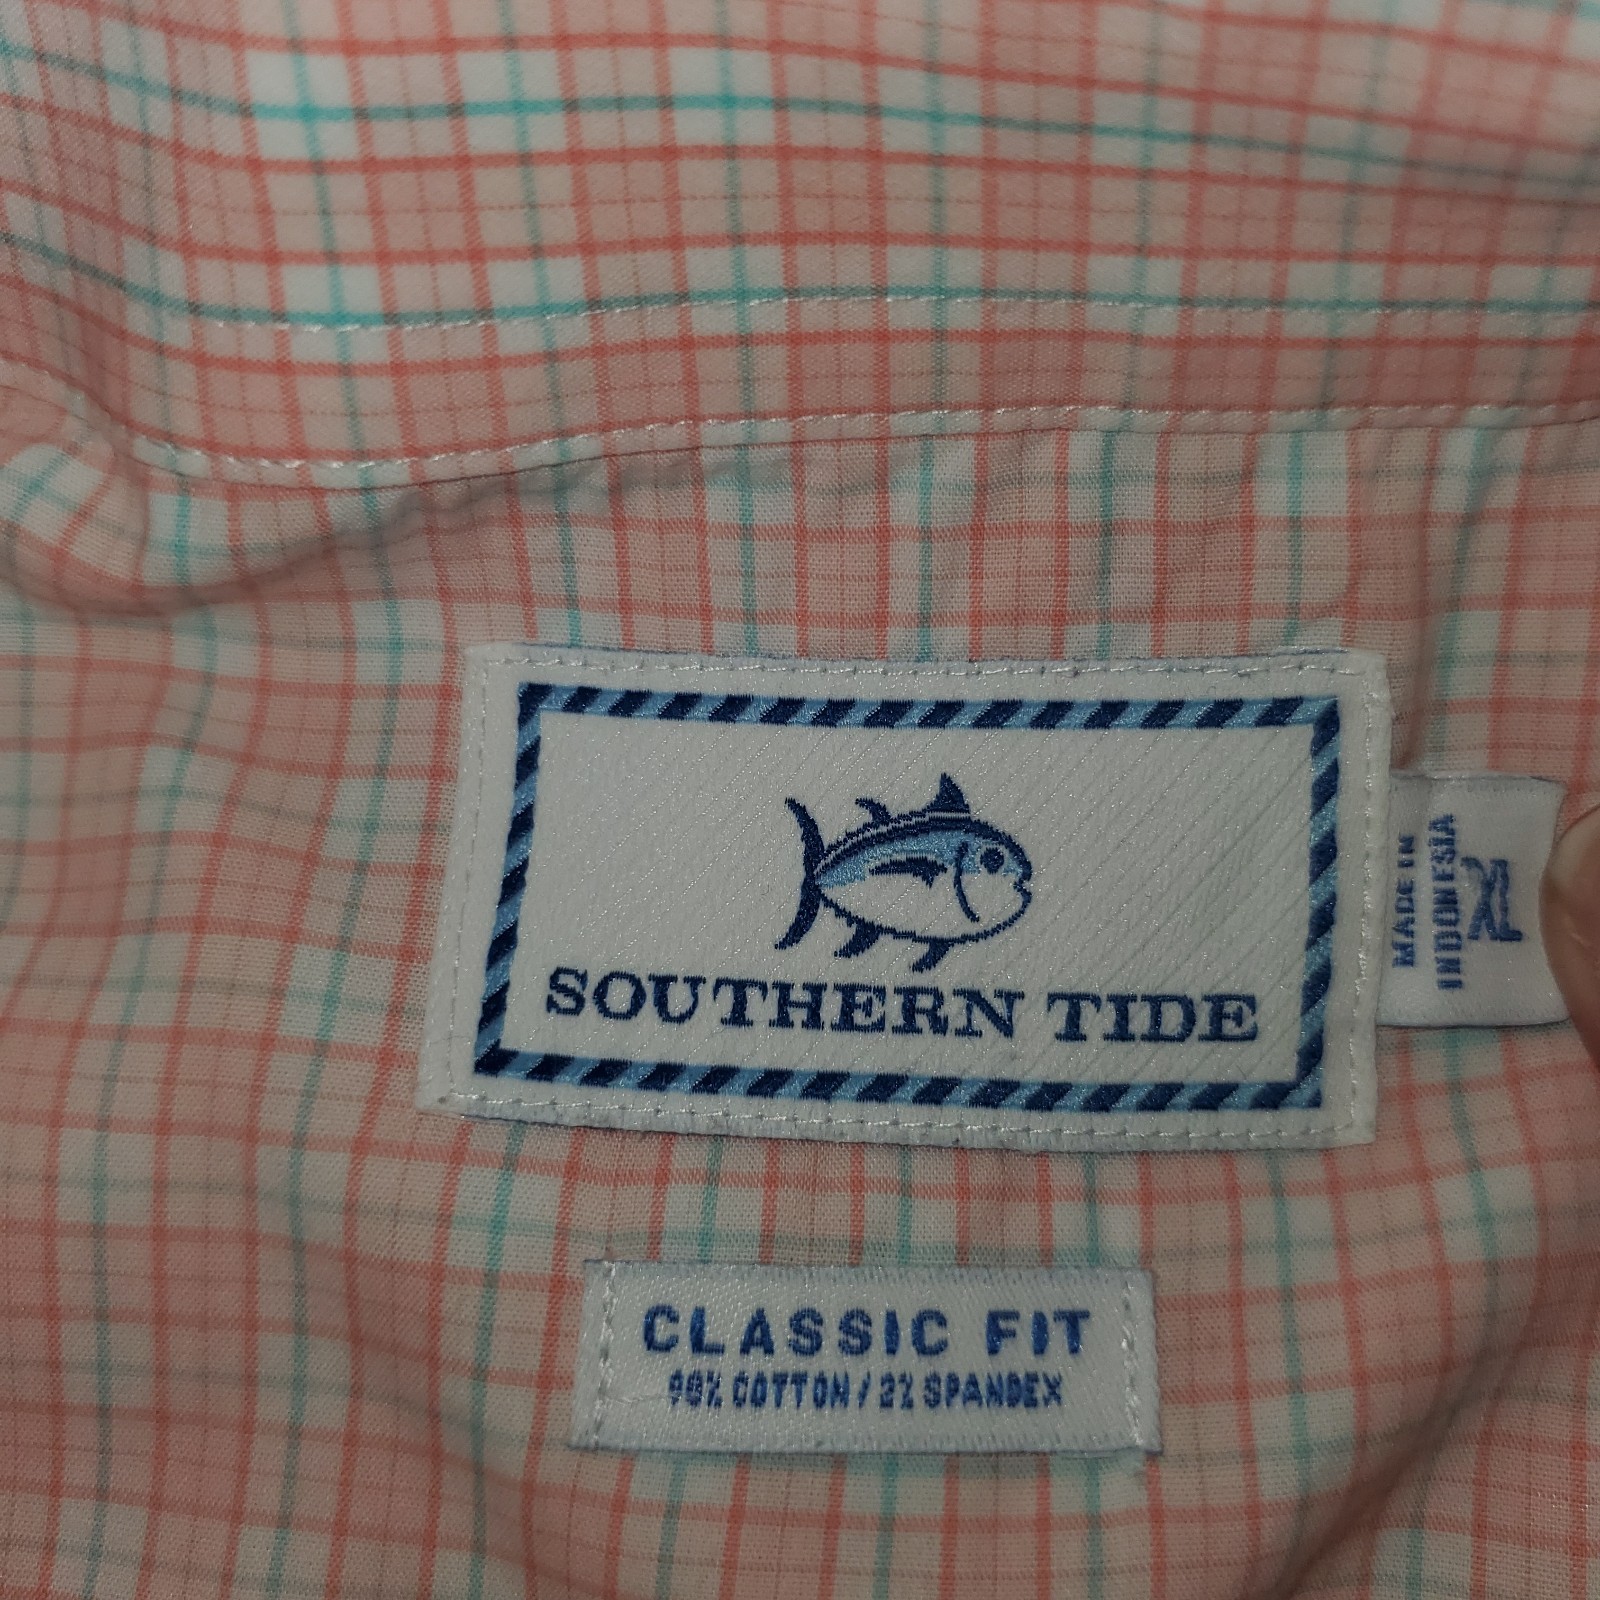 SOUTHERN TIDE
MADE IN
INDONESIA
XL
CLASSIC FIT
98% COTTON / 2% SPANDEX